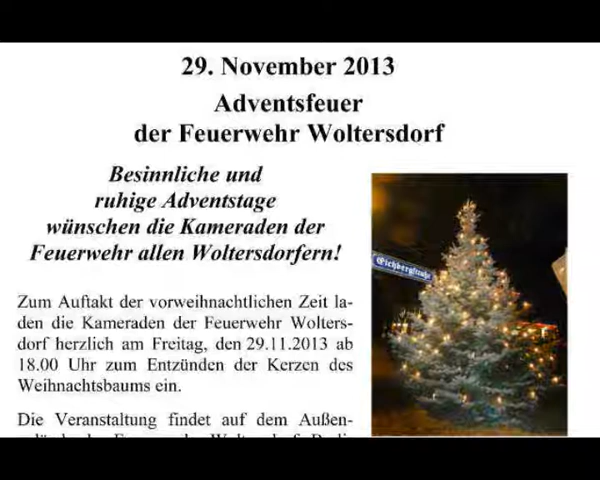 29. November 2013
Adventsfeuer
der Feuerwehr Woltersdorf
Besinnliche und
ruhige Adventstage
wünschen die Kameraden der
Feuerwehr allen Woltersdorfern!
Eichbergstraße
Zum Auftakt der vorweihnachtlichen Zeit la-
den die Kameraden der Feuerwehr Wolters-
dorf herzlich am Freitag, den 29.11.2013 ab
18.00 Uhr zum Entzünden der Kerzen des
Weihnachtsbaums ein.
Die Veranstaltung findet auf dem Außen-